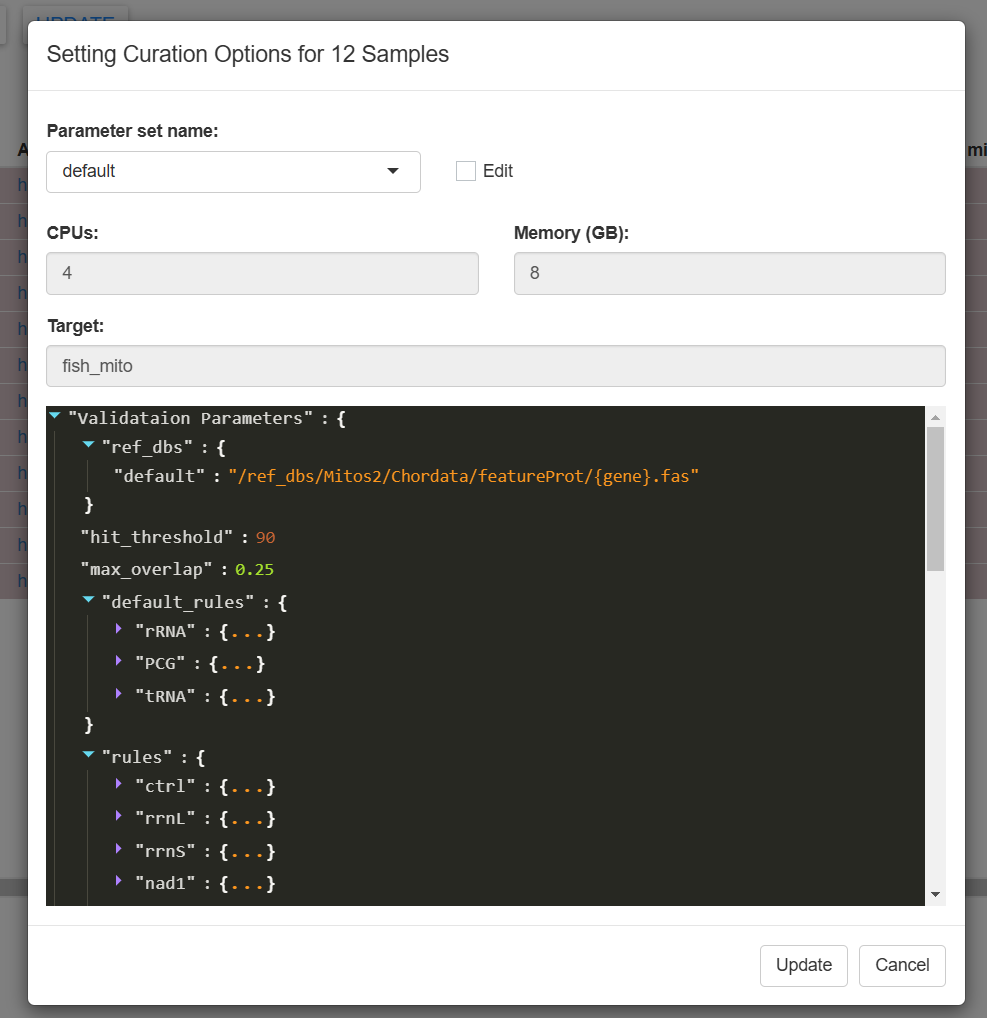 UPDATE
Setting Curation Options for 12 Samples
Parameter set name:
default
Edit
CPUs:
Memory (GB):
4
8
Target:
fish_mito
"Validataion Parameters" : {
"ref_dbs" : {
"default" : "/ref_dbs/Mitos2/Chordata/featureProt/{gene}.fas"
}
"hit_threshold" : 90
"max_overlap" : 0.25
"default_rules" : {
"rRNA" : {...}
"PCG" : {...}
"tRNA" : {...}
}
"rules" : {
"ctrl" : {...}
"rrnL" : {...}
"rrnS" : {...}
"nad1" : {...}
Update
Cancel